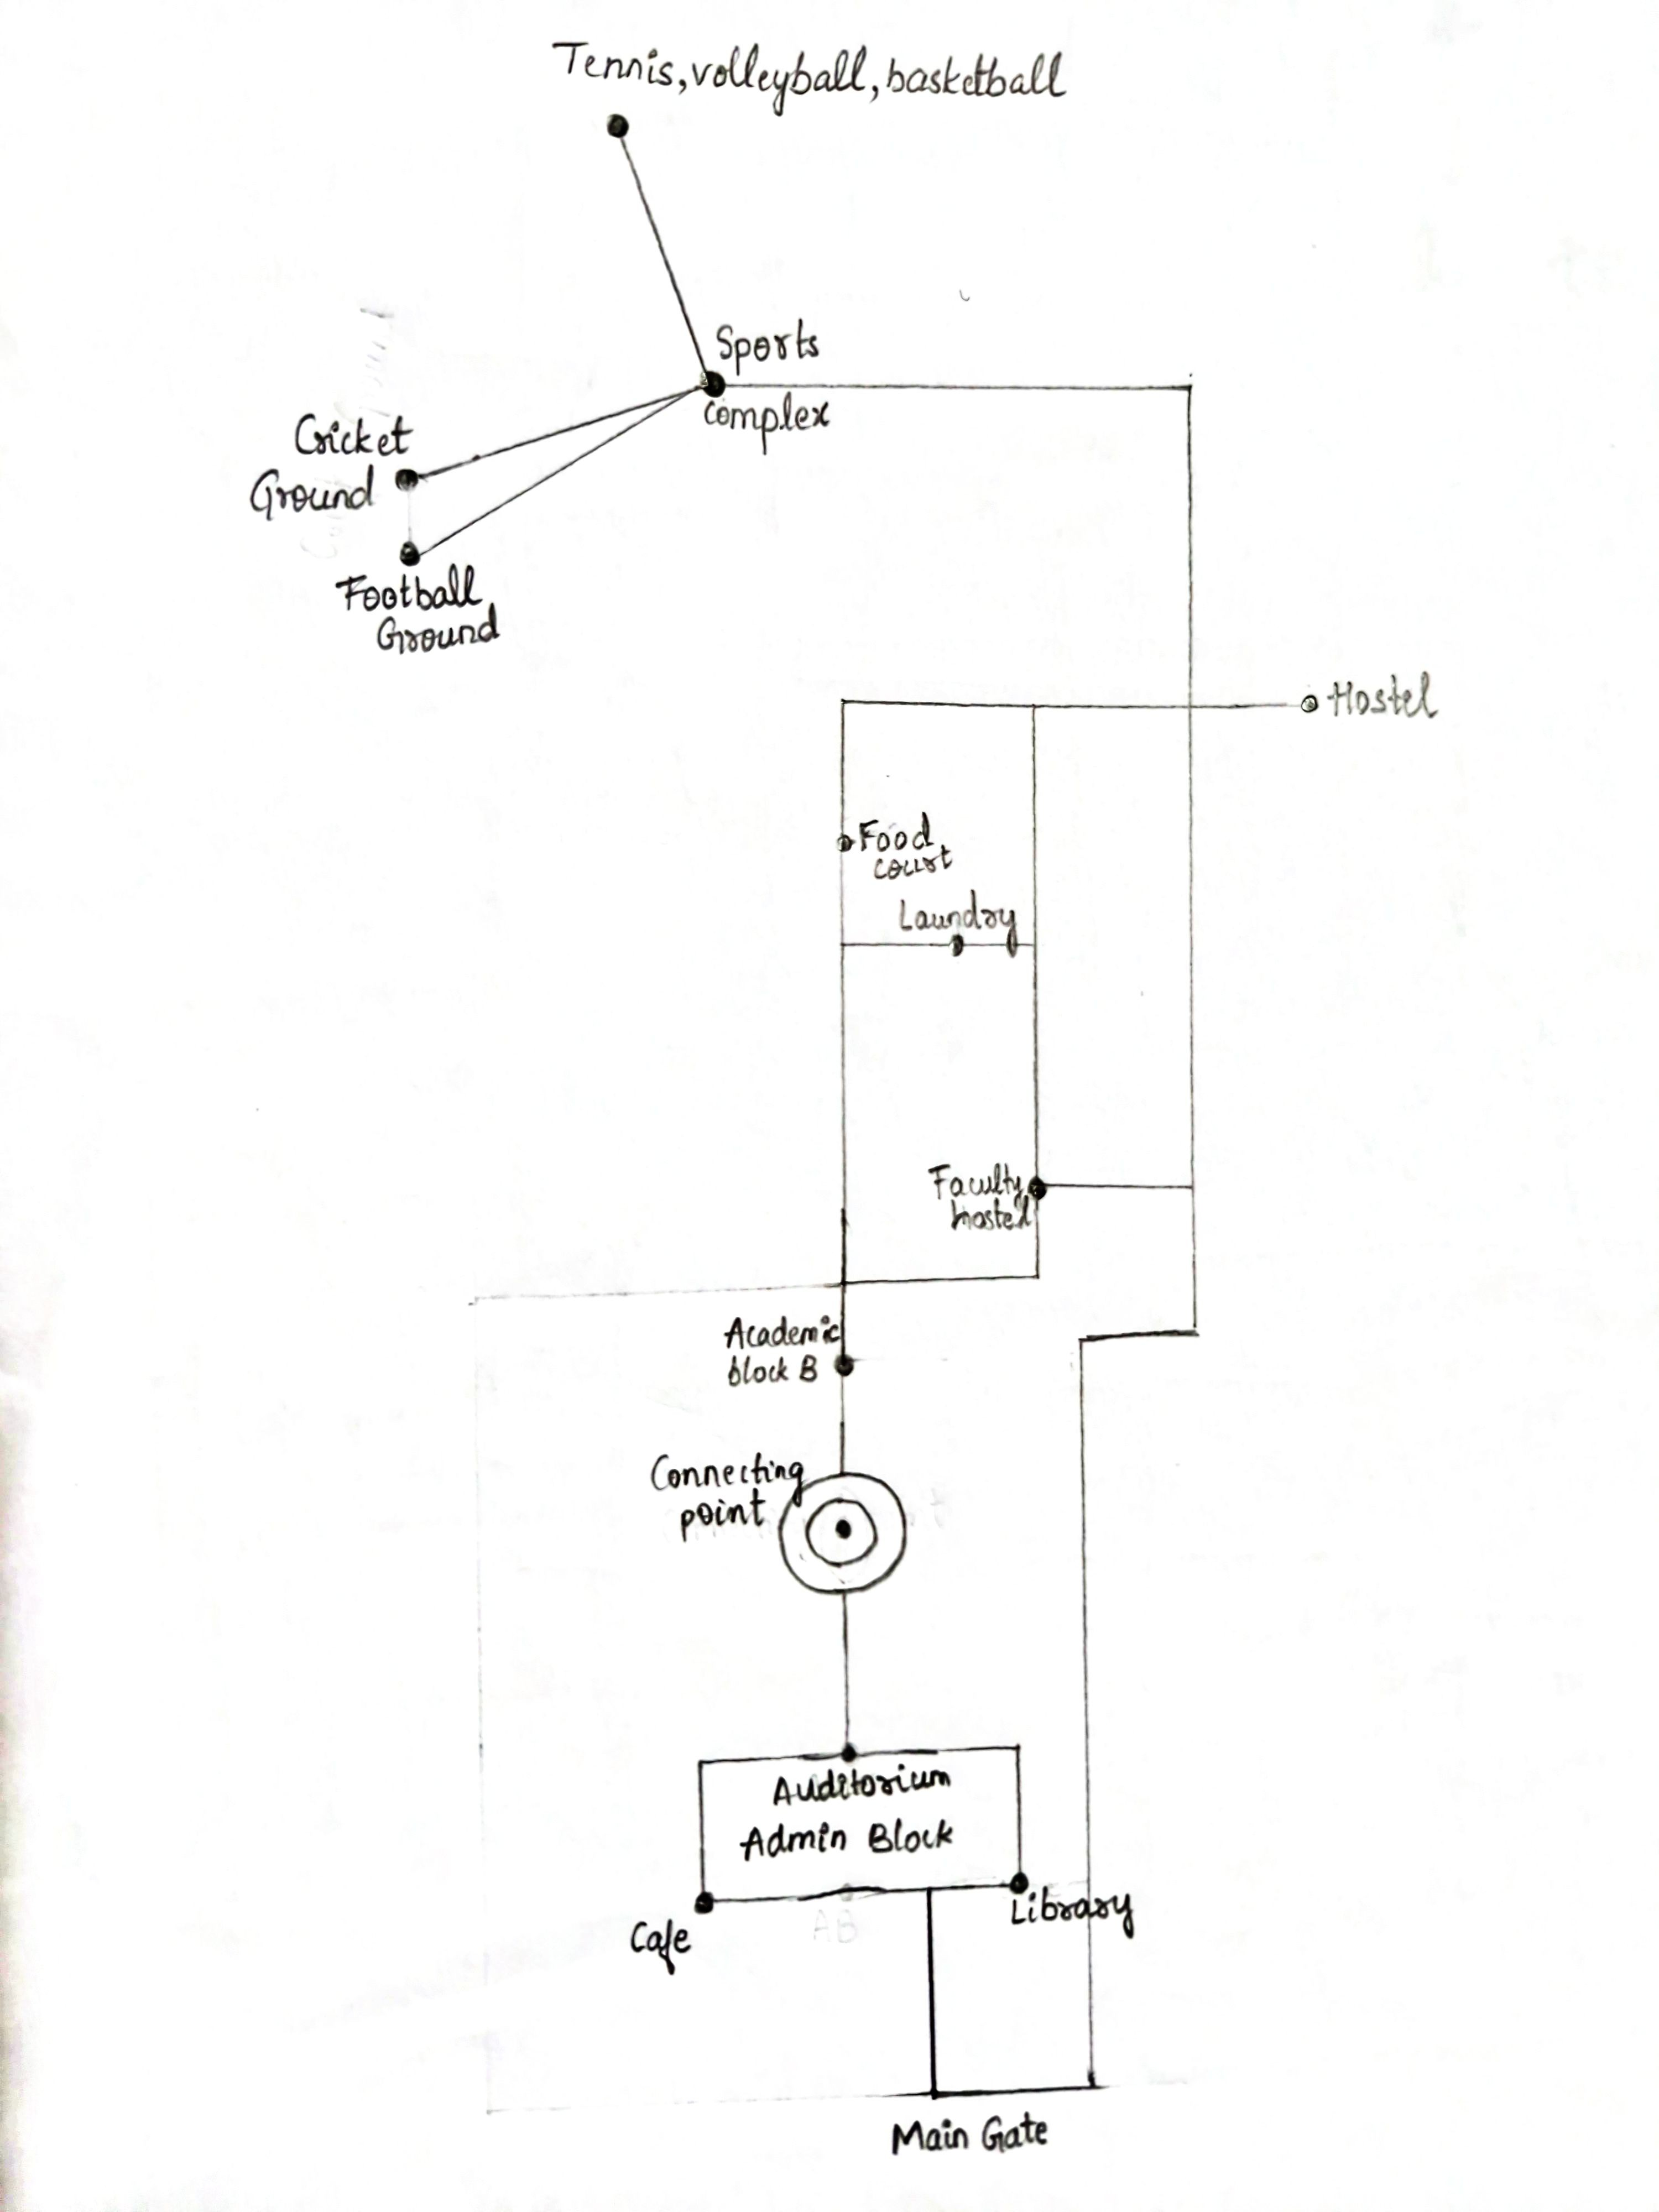 Tennis, volleyball, basketball
Sports
complex
Cricket
Ground
Football
Ground
Hostel
Food
court
Laundry
Faculty
hostel
Academic
block B
Connecting
point
Auditorium
Admin Block
Library
Cafe
AB
Main Gate